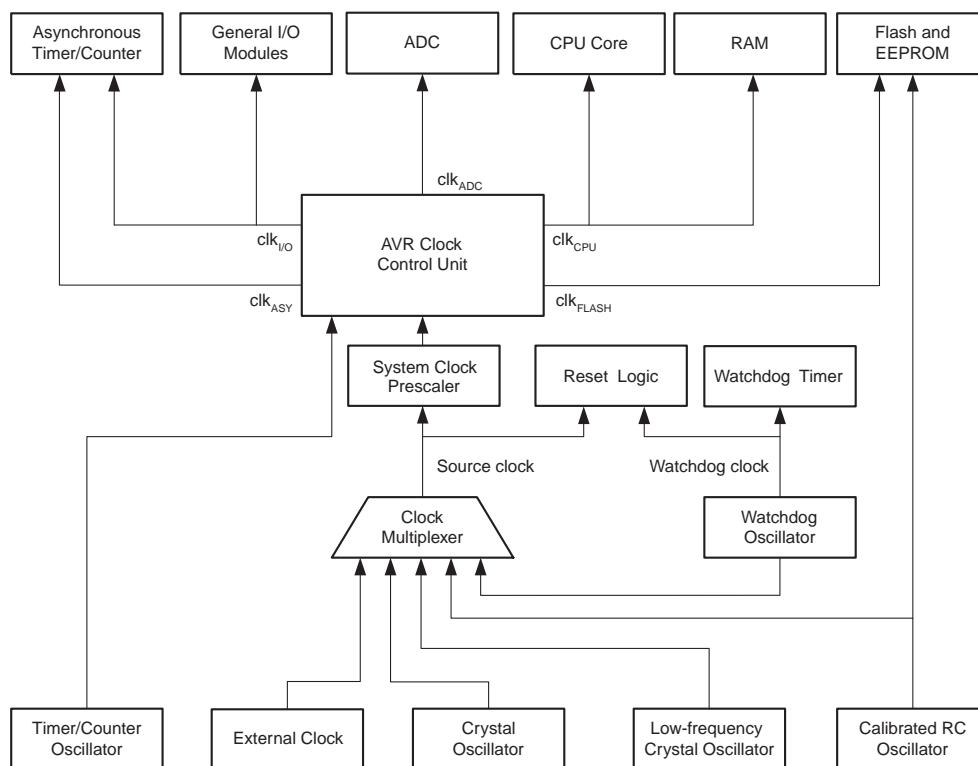 Asynchronous
Timer/Counter
General I/O
Modules
ADC
CPU Core
RAM
Flash and
EEPROM
clkADC
clkI/O
AVR Clock
Control Unit
clkCPU
clkASY
clkFLASH
System Clock
Prescaler
Reset Logic
Watchdog Timer
Source clock
Watchdog clock
Clock
Multiplexer
Watchdog
Oscillator
Timer/Counter
Oscillator
External Clock
Crystal
Oscillator
Low-frequency
Crystal Oscillator
Calibrated RC
Oscillator